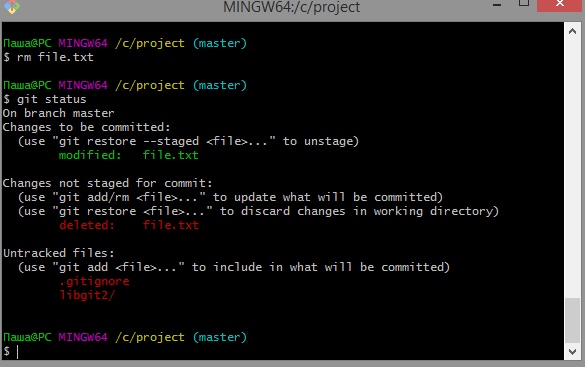 MINGW64:/c/project
Паша@PC MINGW64 /c/project (master)
$ rm file.txt
Паша@PC MINGW64 /c/project (master)
$ git status
On branch master
Changes to be committed:
(use "git restore --staged <file>..." to unstage)
modified: file.txt
Changes not staged for commit:
(use "git add/rm <file>..." to update what will be committed)
(use "git restore <file>..." to discard changes in working directory)
deleted: file.txt
Untracked files:
(use "git add <file>..." to include in what will be committed)
.gitignore
libgit2/
Паша@PC MINGW64 /c/project (master)
$